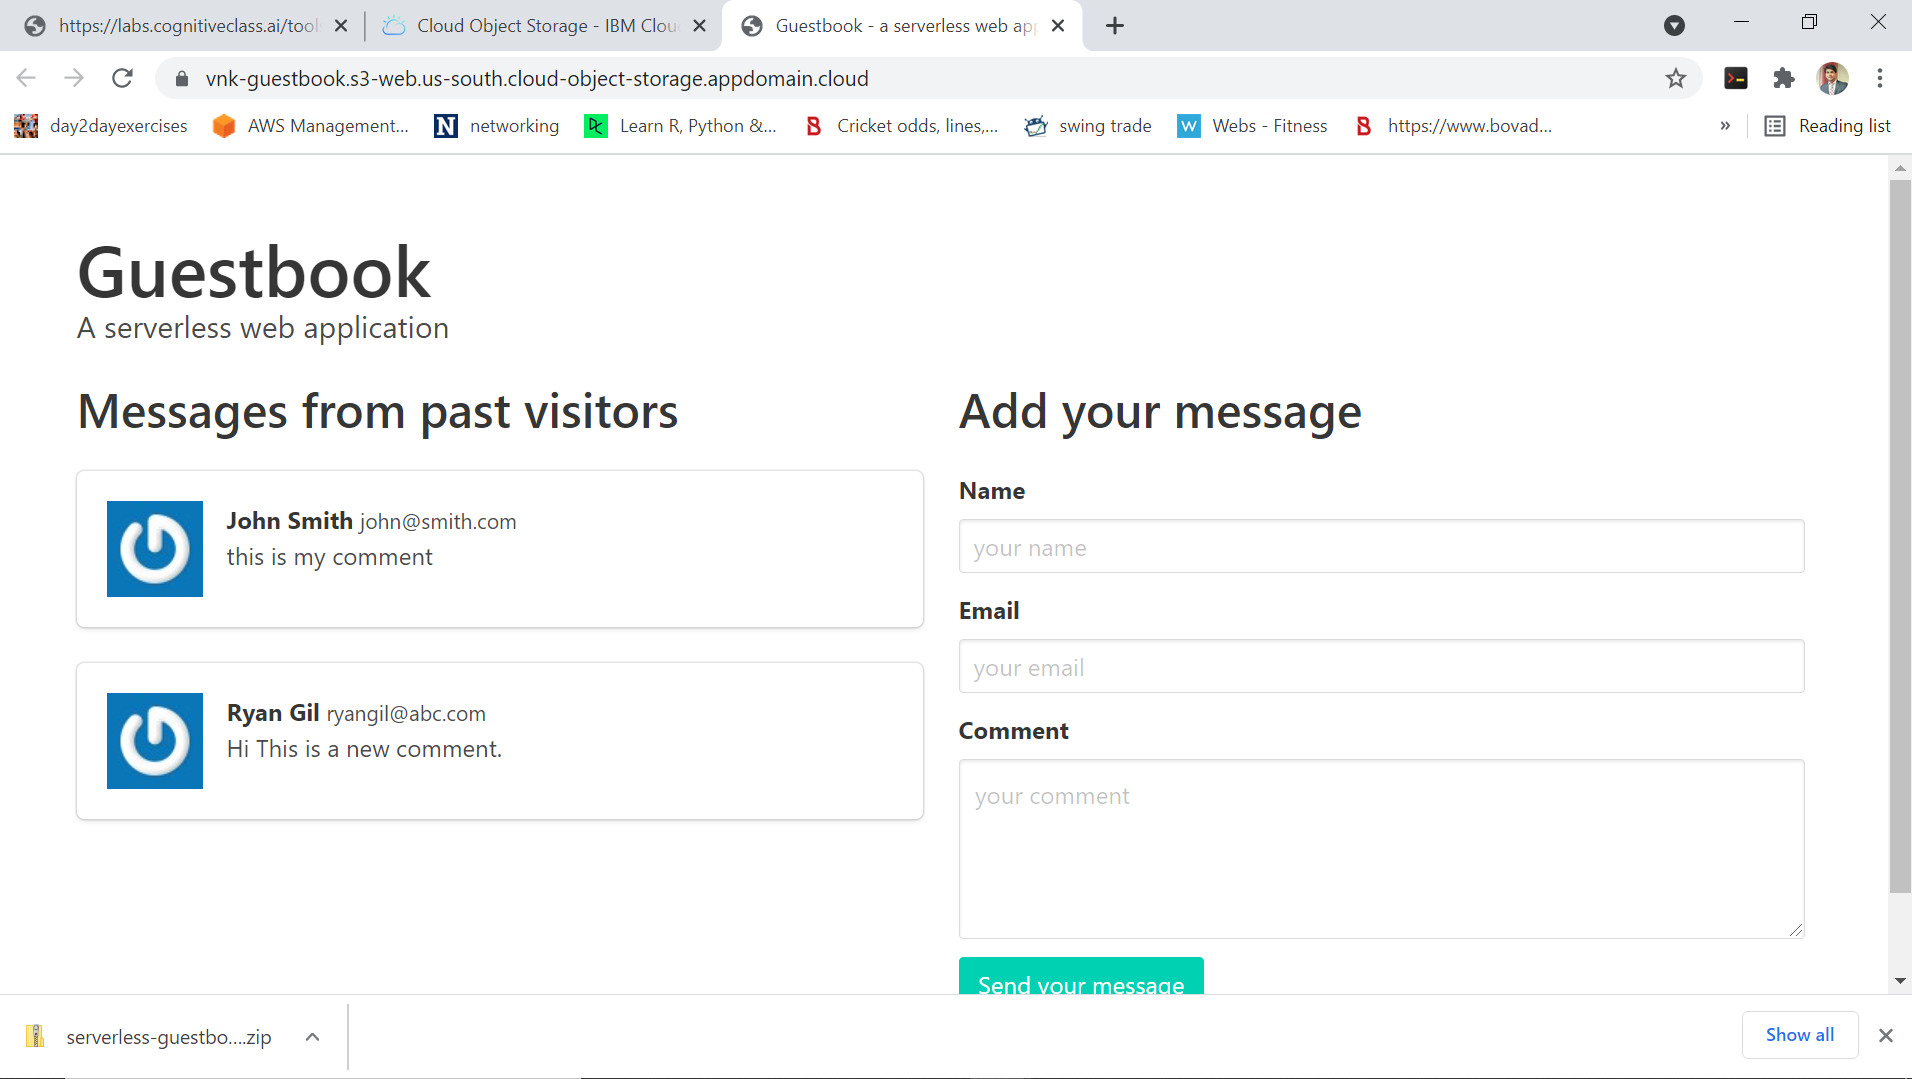 https://labs.cognitiveclass.ai/tools
Cloud Object Storage - IBM Clou
Guestbook - a serverless web app
vnk-guestbook.s3-web.us-south.cloud-object-storage.appdomain.cloud
day2dayexercises
AWS Management...
N networking
Learn R, Python &...
B Cricket odds, lines,...
swing trade
W Webs - Fitness
B https://www.bovad...
»
Reading list
Guestbook
A serverless web application
Messages from past visitors
John Smith john@smith.com
this is my comment
Ryan Gil ryangil@abc.com
Hi This is a new comment.
Add your message
Name
your name
Email
your email
Comment
your comment
Send your message
serverless-guestbo....zip
Show all